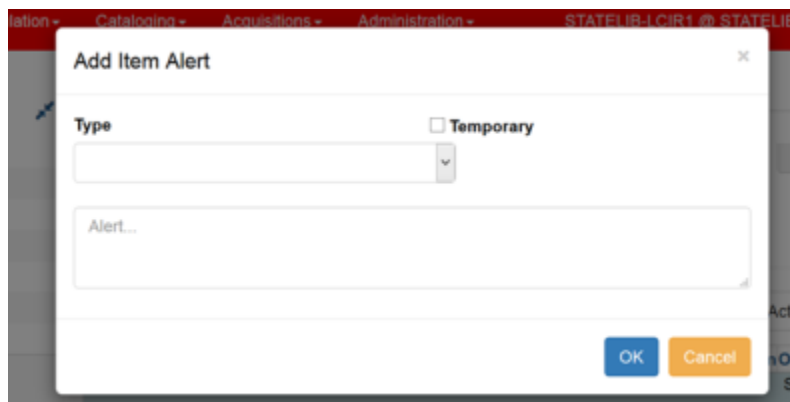 lation Cataloging Acquisitions Administration STATELIB-LCIR1 @ STATELIB
Add Item Alert ×
Type Temporary
Alert...
Act
OK Cancel
n O
S